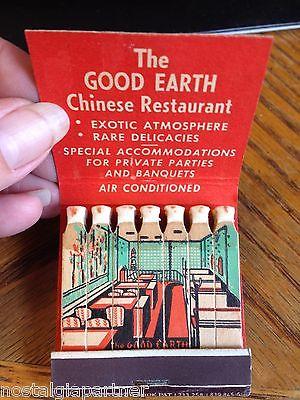 The
GOOD EARTH
Chinese Restaurant
• EXOTIC ATMOSPHERE
• RARE DELICACIES
SPECIAL ACCOMMODATIONS
FOR PRIVATE PARTIES
AND BANQUETS
AIR CONDITIONED
The GOOD EARTH
nostalgiapartner